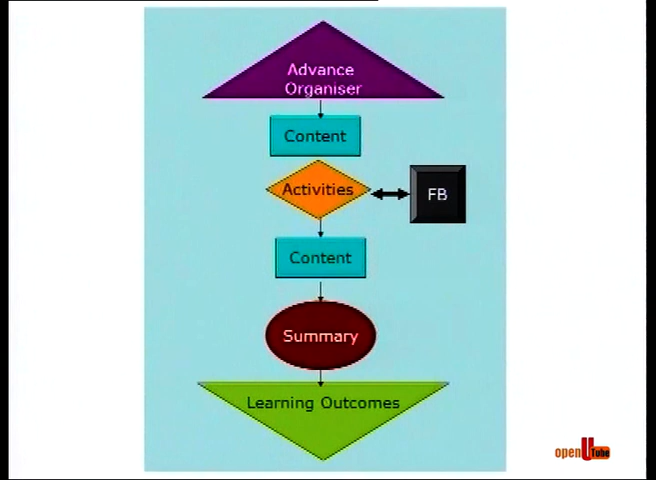 Advance
Organiser
Content
Activities
FB
Content
Summary
Learning Outcomes
openUTube